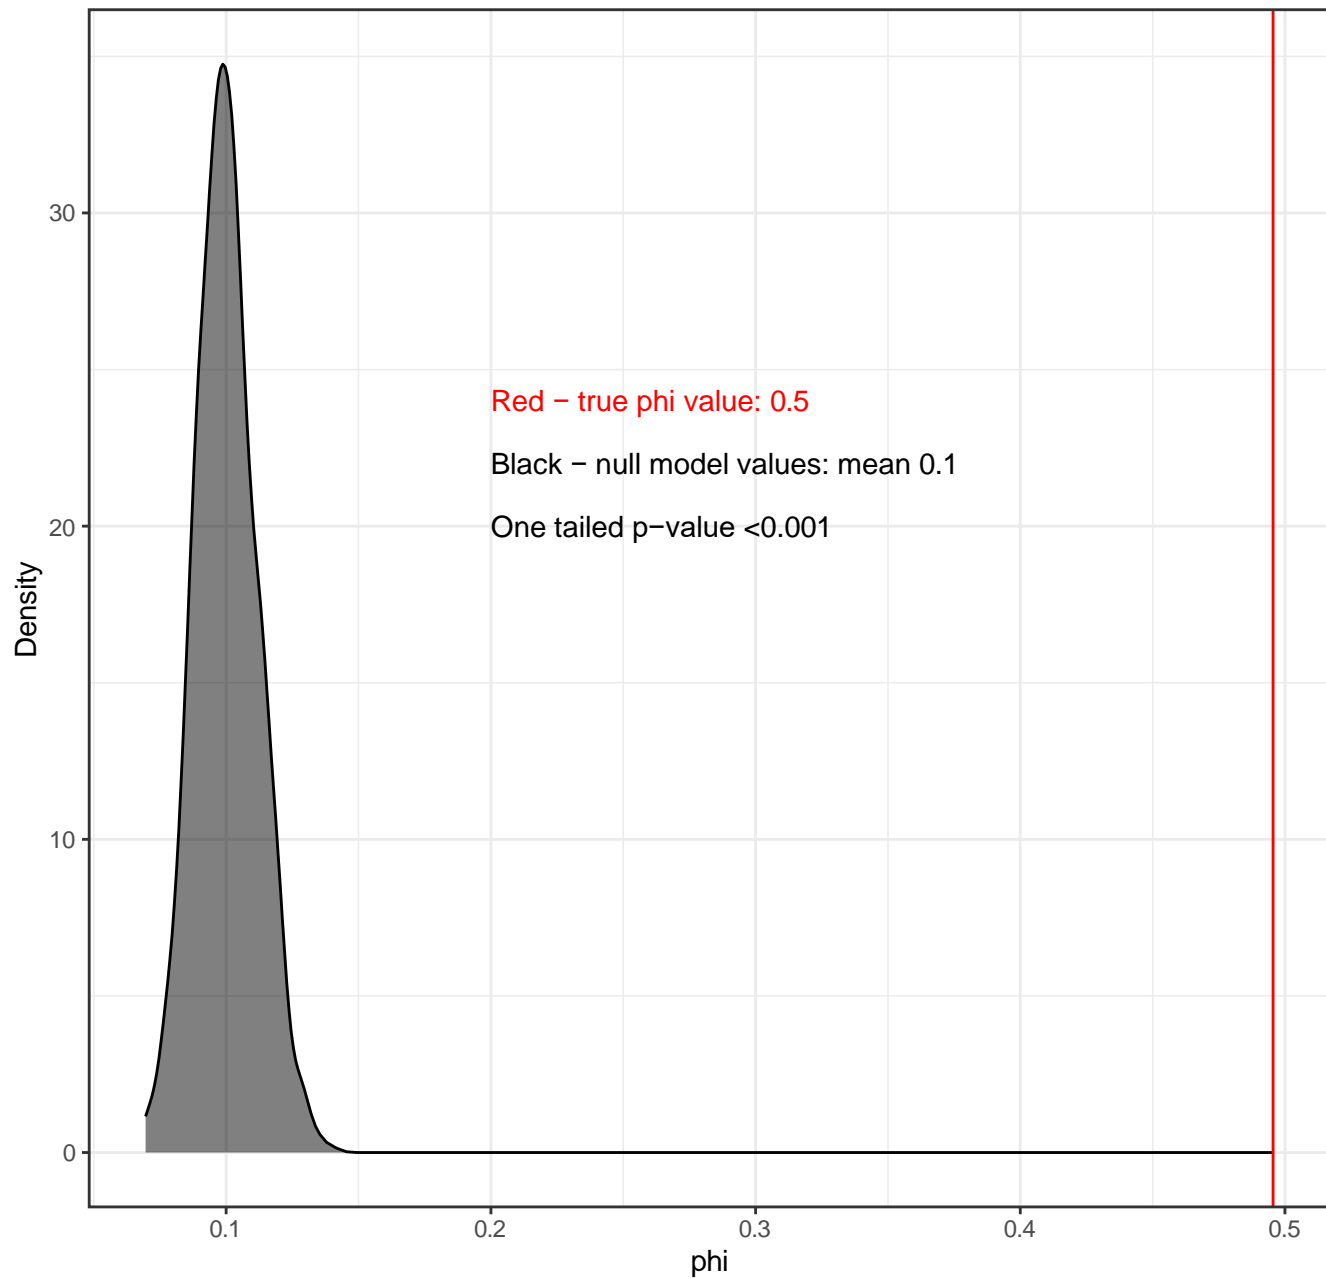 30
20
10
0
Density
Red − true phi value: 0.5
Black − null model values: mean 0.1
One tailed p−value <0.001
0.1
0.2
0.3
0.4
0.5
phi